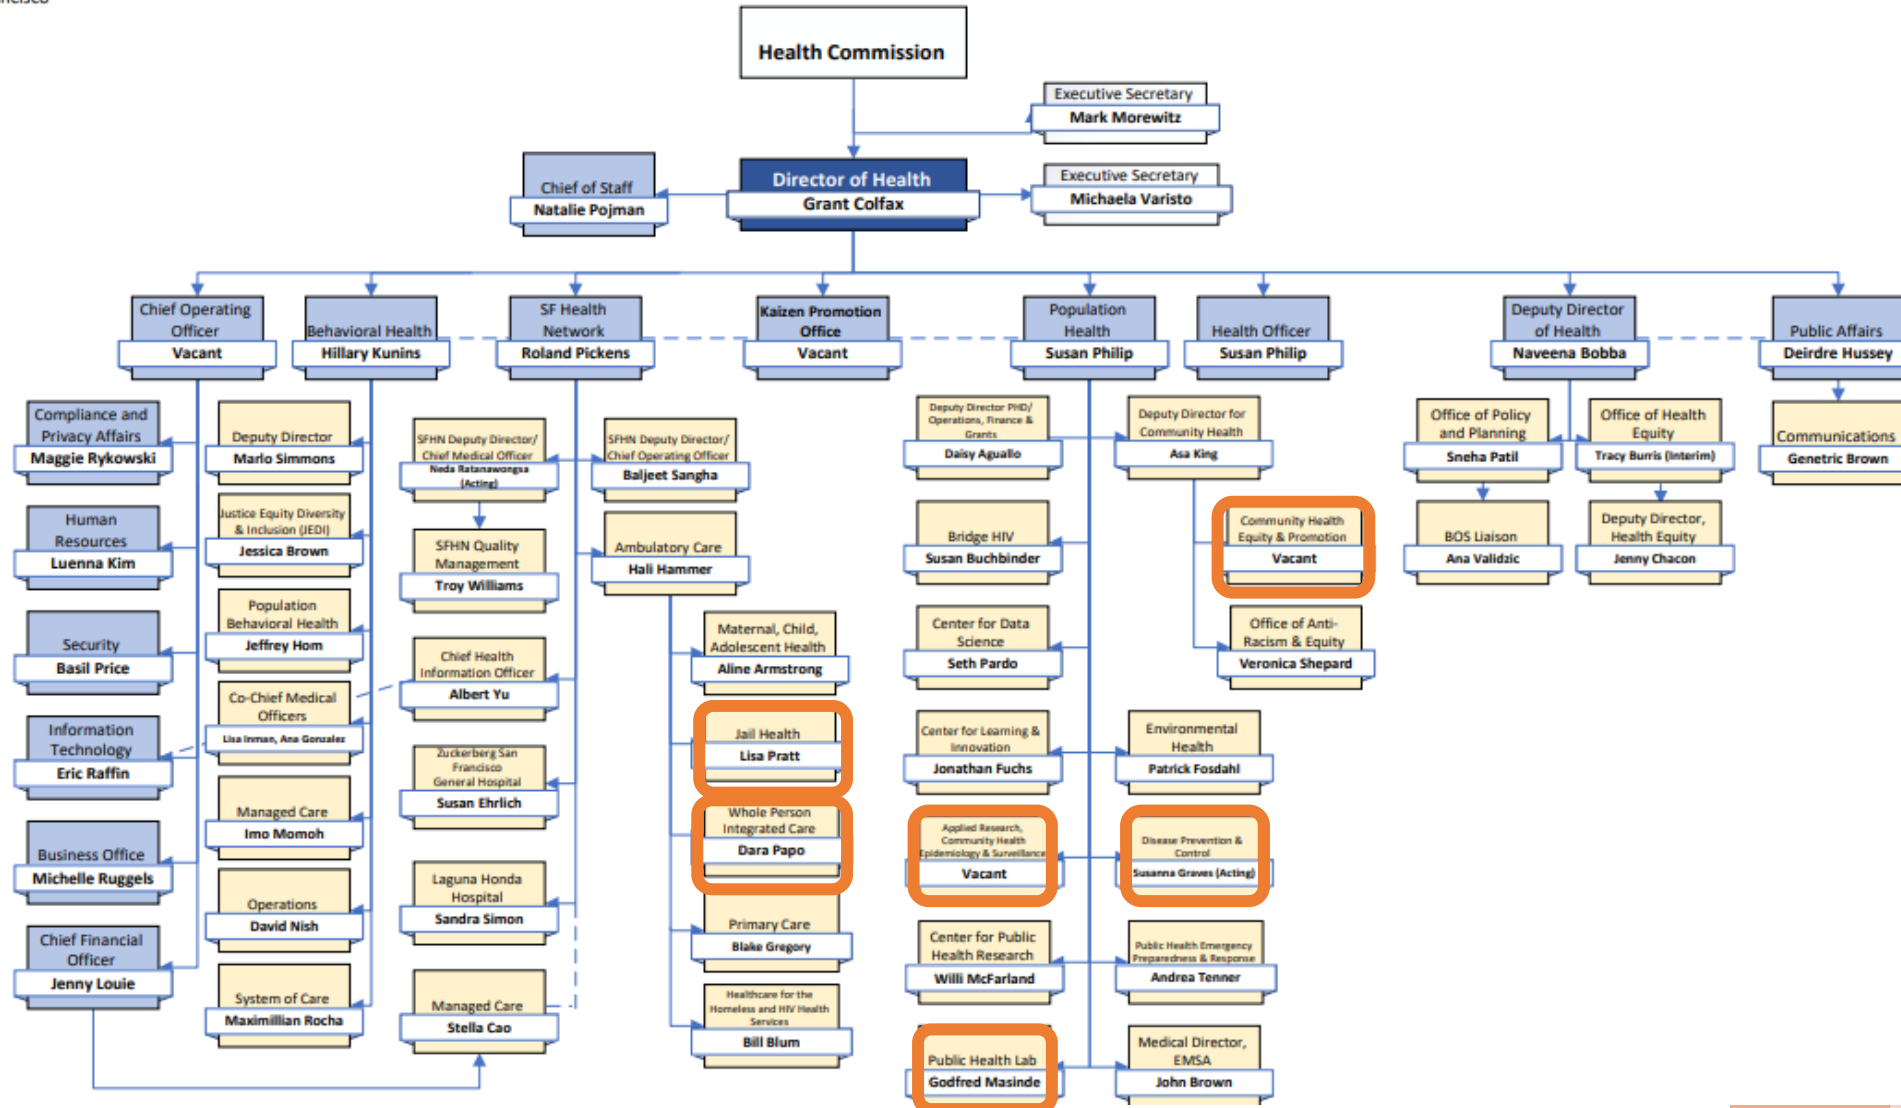 Health Commission
Executive Secretary
Mark Morewitz
Director of Health
Grant Colfax
Chief of Staff
Natalie Pojman
Executive Secretary
Michaela Varisto
Chief Operating
Officer
Vacant
Behavioral Health
Hillary Kunins
SF Health
Network
Roland Pickens
Kaizen Promotion
Office
Vacant
Population
Health
Susan Philip
Health Officer
Susan Philip
Deputy Director
of Health
Naveena Bobba
Public Affairs
Deirdre Hussey
Compliance and
Privacy Affairs
Maggie Rykowski
Human
Resources
Luenna Kim
Security
Basil Price
Information
Technology
Eric Raffin
Business Office
Michelle Ruggels
Chief Financial
Officer
Jenny Louie
Deputy Director
Marlo Simmons
Justice Equity Diversity
& Inclusion (JEDI)
Jessica Brown
Population
Behavioral Health
Jeffrey Hom
Co-Chief Medical
Officers
Lisa Inman, Ana Gonzalez
Managed Care
Imo Momoh
Operations
David Nish
System of Care
Maximillian Rocha
SFHN Deputy Director/
Chief Medical Officer
Neda Ratanawongsa
(Acting)
SFHN Quality
Management
Troy Williams
Chief Health
Information Officer
Albert Yu
Zuckerberg San
Francisco
General Hospital
Susan Ehrlich
Laguna Honda
Hospital
Sandra Simon
Managed Care
Stella Cao
SFHN Deputy Director/
Chief Operating Officer
Baljeet Sangha
Ambulatory Care
Hali Hammer
Maternal, Child,
Adolescent Health
Aline Armstrong
Jail Health
Lisa Pratt
Whole Person
Integrated Care
Dara Papo
Primary Care
Blake Gregory
Healthcare for the
Homeless and HIV Health
Services
Bill Blum
Deputy Director PHD/
Operations, Finance &
Grants
Daisy Aguallo
Deputy Director for
Community Health
Asa King
Community Health
Equity & Promotion
Vacant
Office of Anti-
Racism & Equity
Veronica Shepard
Bridge HIV
Susan Buchbinder
Center for Data
Science
Seth Pardo
Center for Learning &
Innovation
Jonathan Fuchs
Environmental
Health
Patrick Fosdahl
Applied Research,
Community Health
Epidemiology & Surveillance
Vacant
Disease Prevention &
Control
Susanna Graves (Acting)
Center for Public
Health Research
Willi McFarland
Public Health Emergency
Preparedness & Response
Andrea Tenner
Public Health Lab
Godfred Masinde
Medical Director,
EMSA
John Brown
Office of Policy
and Planning
Sneha Patil
Office of Health
Equity
Tracy Burris (Interim)
BOS Liaison
Ana Validzic
Deputy Director,
Health Equity
Jenny Chacon
Communications
Genetric Brown